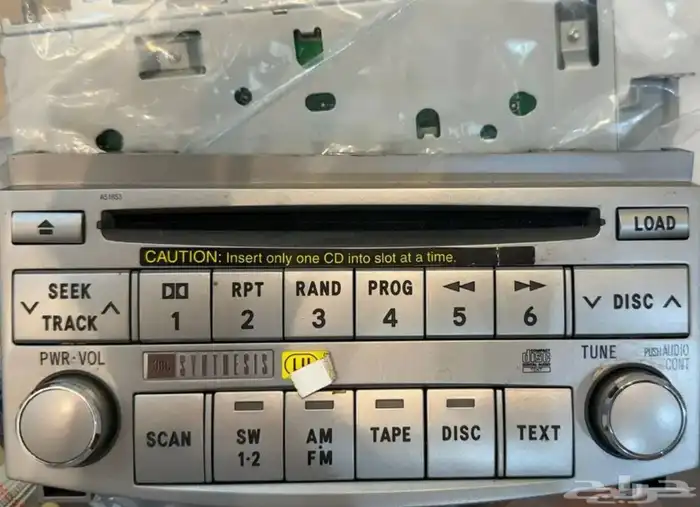 A51853
LOAD
CAUTION: Insert only one CD into slot at a time.
SEEK
TRACK
1
RPT
2
RAND
3
PROG
4
5
6
DISC
PWR-VOL
JBL SYNTHESIS
TUNE
PUSH AUDIO
CONT
SCAN
SW
1·2
AM
FM
TAPE
DISC
TEXT
حراج